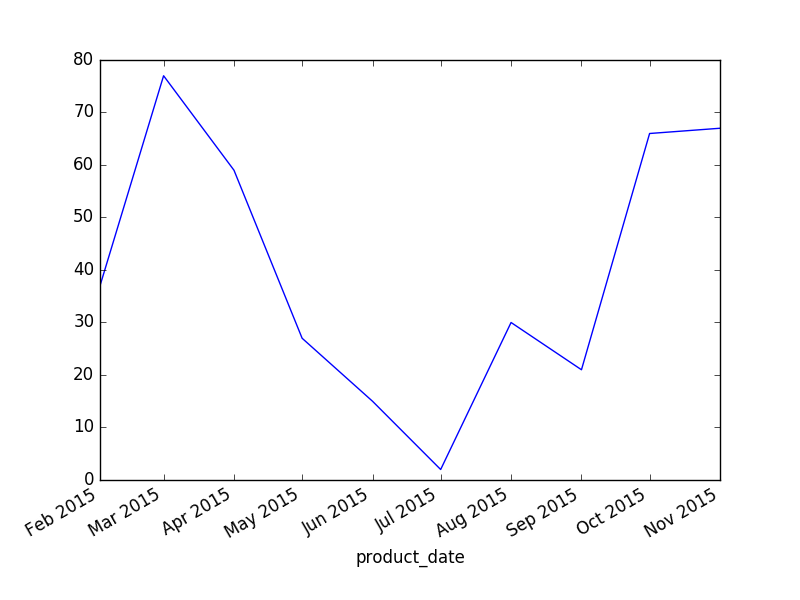 80
70
60
50
40
30
20
10
0
Feb 2015
Mar 2015
Apr 2015
May 2015
Jun 2015
Jul 2015
Aug 2015
Sep 2015
Oct 2015
Nov 2015
product_date